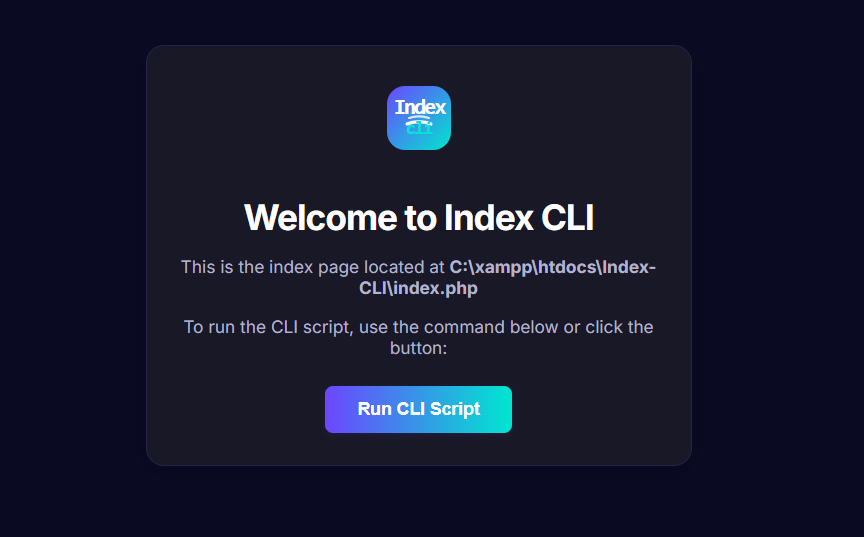 Index
CLI
Welcome to Index CLI
This is the index page located at C:\xampp\htdocs\Index-
CLI\index.php
To run the CLI script, use the command below or click the
button:
Run CLI Script